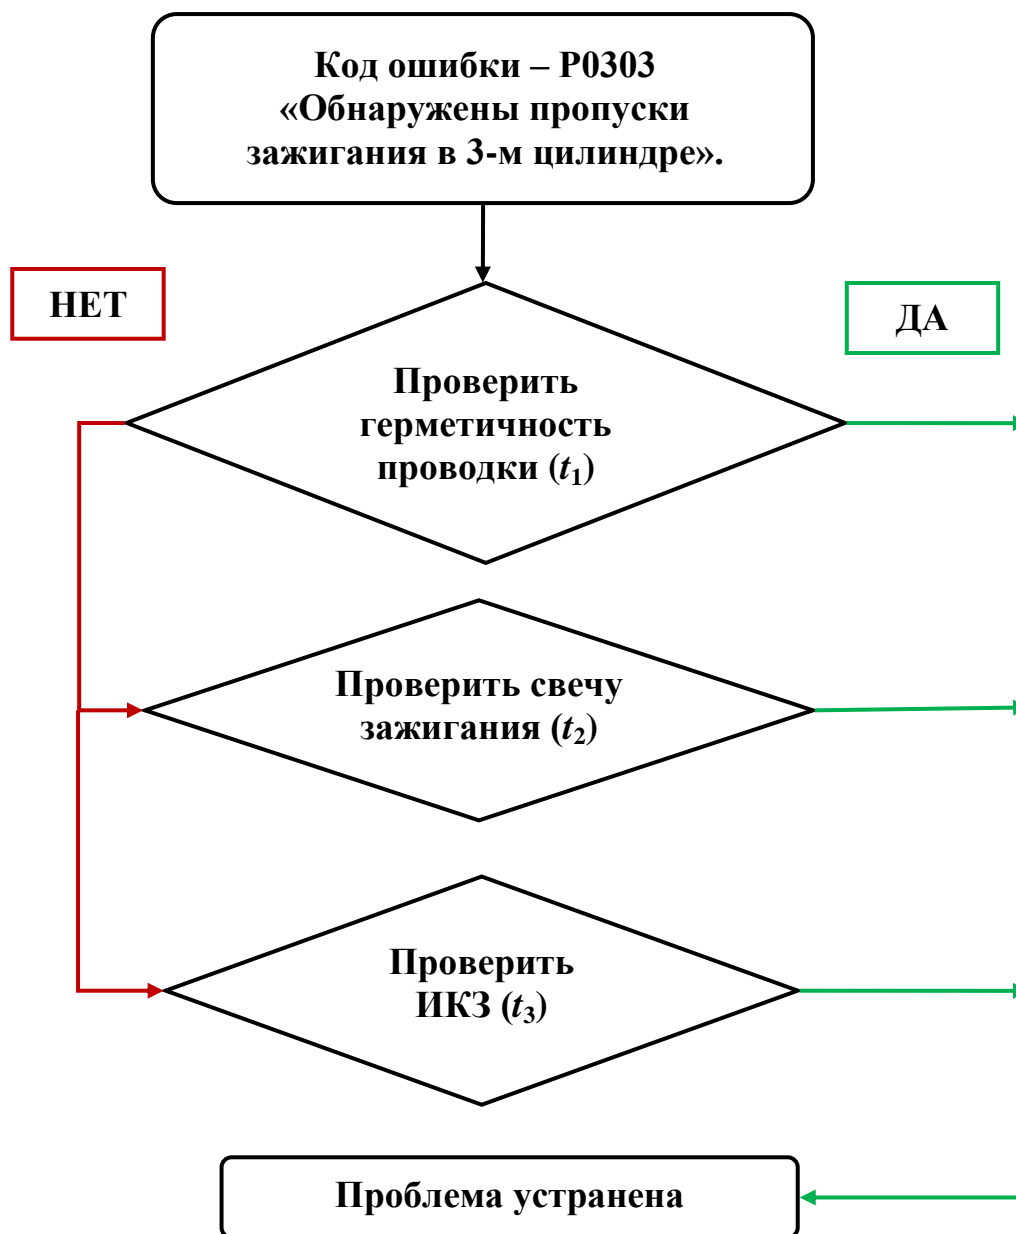 Код ошибки – P0303
«Обнаружены пропуски
зажигания в 3-м цилиндре».
НЕТ
ДА
Проверить
герметичность
проводки (t₁)
Проверить свечу
зажигания (t₂)
Проверить
ИКЗ (t₃)
Проблема устранена